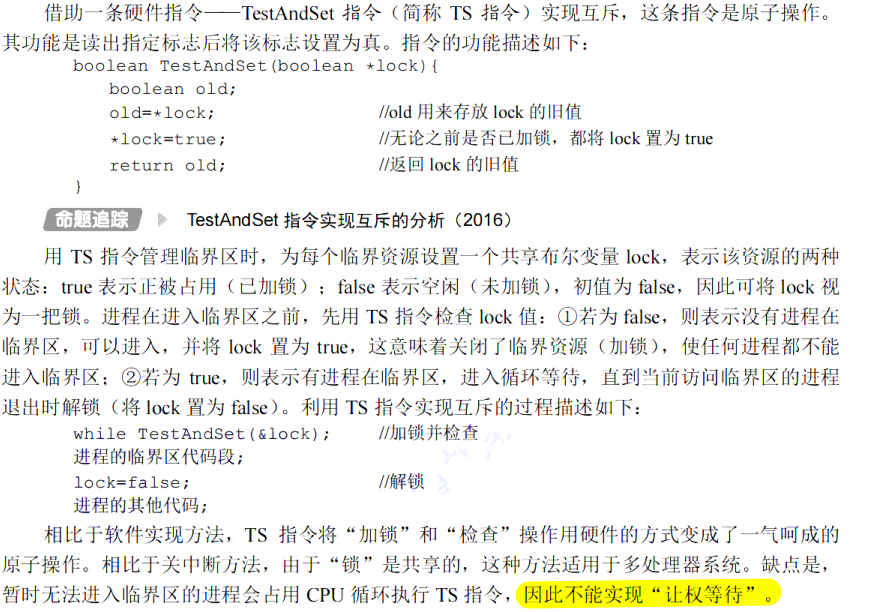 借助一条硬件指令——TestAndSet 指令（简称 TS 指令）实现互斥，这条指令是原子操作。
其功能是读出指定标志后将该标志设置为真。指令的功能描述如下：
boolean TestAndSet(boolean *lock){
boolean old;
old=*lock; //old 用来存放 lock 的旧值
*lock=true; //无论之前是否已加锁，都将 lock 置为 true
return old; //返回 lock 的旧值
}
命题追踪 TestAndSet 指令实现互斥的分析（2016）
用 TS 指令管理临界区时，为每个临界资源设置一个共享布尔变量 lock，表示该资源的两种
状态：true 表示正被占用（已加锁）；false 表示空闲（未加锁），初值为 false，因此可将 lock 视
为一把锁。进程在进入临界区之前，先用 TS 指令检查 lock 值：①若为 false，则表示没有进程在
临界区，可以进入，并将 lock 置为 true，这意味着关闭了临界资源（加锁），使任何进程都不能
进入临界区；②若为 true，则表示有进程在临界区，进入循环等待，直到当前访问临界区的进程
退出时解锁（将 lock 置为 false）。利用 TS 指令实现互斥的过程描述如下：
while TestAndSet(&lock); //加锁并检查
进程的临界区代码段;
lock=false; //解锁
进程的其他代码;
相比于软件实现方法，TS 指令将“加锁”和“检查”操作用硬件的方式变成了一气呵成的
原子操作。相比于关中断方法，由于“锁”是共享的，这种方法适用于多处理器系统。缺点是，
暂时无法进入临界区的进程会占用 CPU 循环执行 TS 指令，因此不能实现“让权等待”。